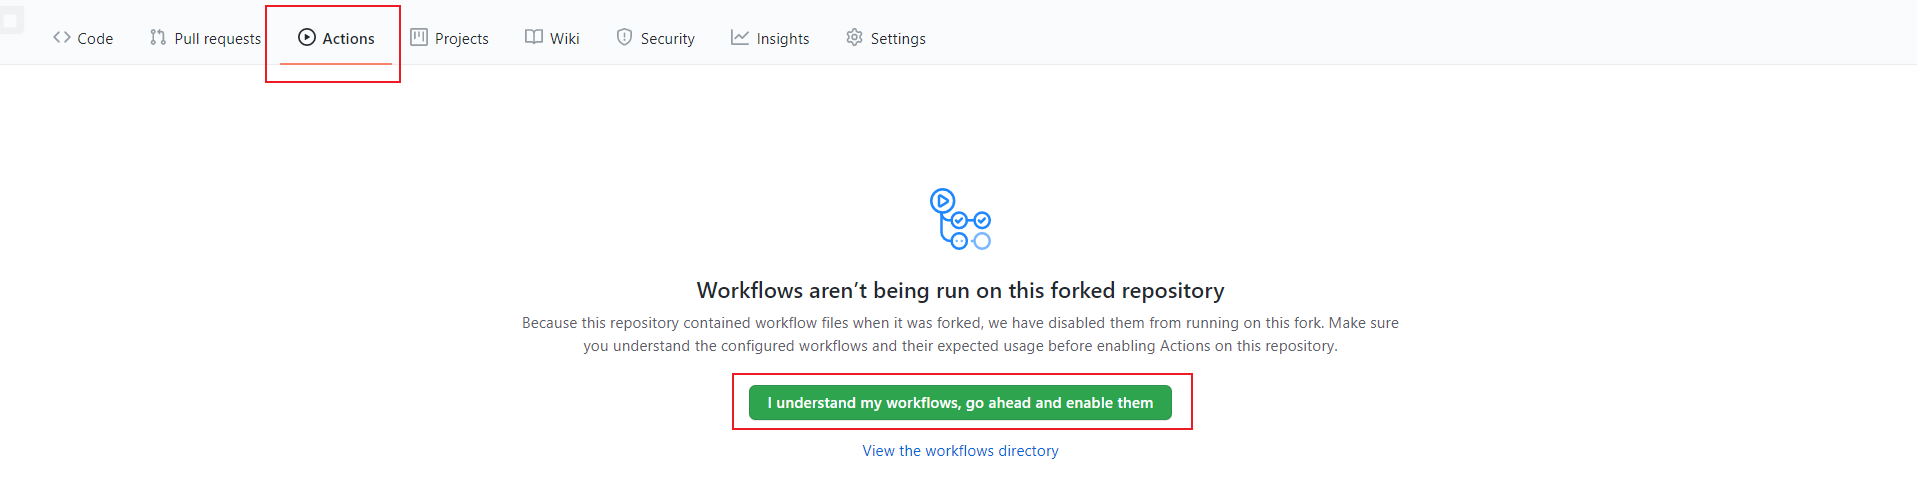 Code Pull requests Actions Projects Wiki Security Insights Settings
Workflows aren’t being run on this forked repository
Because this repository contained workflow files when it was forked, we have disabled them from running on this fork. Make sure
you understand the configured workflows and their expected usage before enabling Actions on this repository.
I understand my workflows, go ahead and enable them
View the workflows directory